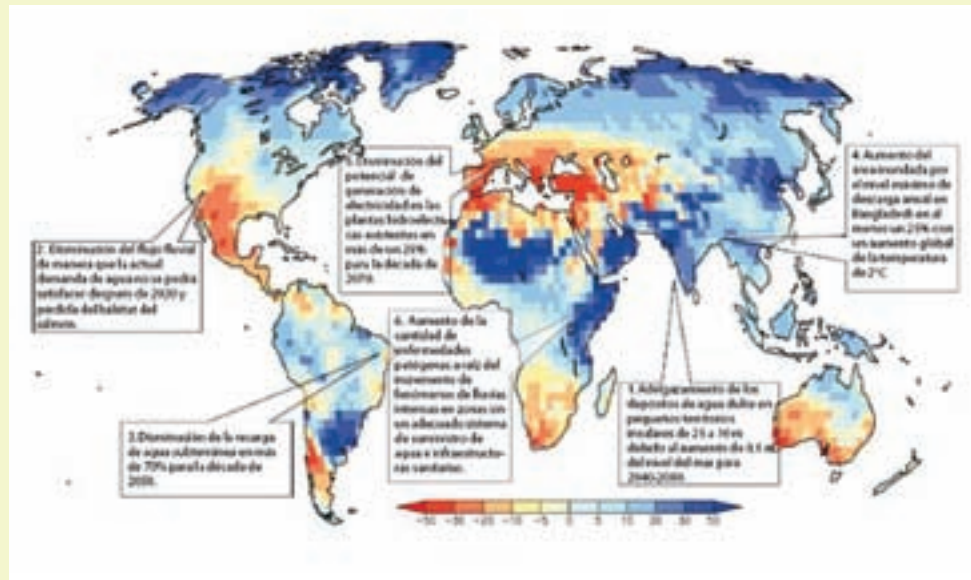 5. Disminución del
potencial de
generación de
electricidad en las
plantas hidroeléctri-
cas existentes en
más de un 25%
para la década de
2070.
4. Aumento del
área inundada por
el nivel máximo de
descarga anual en
Bangladesh en al
menos un 25% con
un aumento global
de la temperatura
de 2°C
2. Disminución del flujo fluvial
de manera que la actual
demanda de agua no se podrá
satisfacer después de 2020 y
pérdida del hábitat del
salmón.
6. Aumento de la
cantidad de
enfermedades
patógenas a raíz del
de lluvias
intensas en zonas sin
un adecuado sistema
de suministro de
agua e infraestructu-
ras sanitarias.
3. Disminución de la recarga
de agua subterránea en más
de 70% para la década de
2050.
1. Adelgazamiento de los
depósitos de agua dulce en
pequeños territorios
insulares de 25 a 10 m
debido al aumento de 0,1 m
del nivel del mar para
2040-2080.
-50 -30 -20 -10 -5 0 5 10 20 30 50